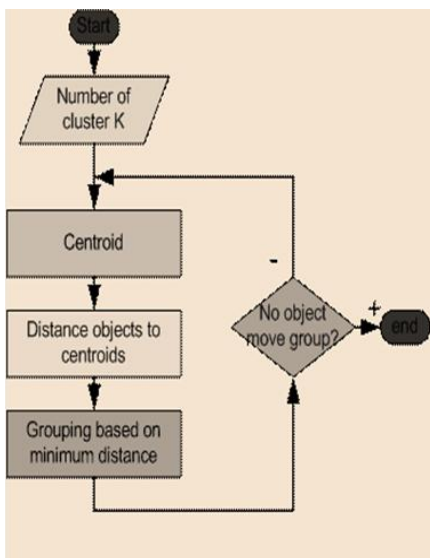 Start
Number of
cluster K
Centroid
Distance objects to
centroids
Grouping based on
minimum distance
-
No object
move group?
+
end